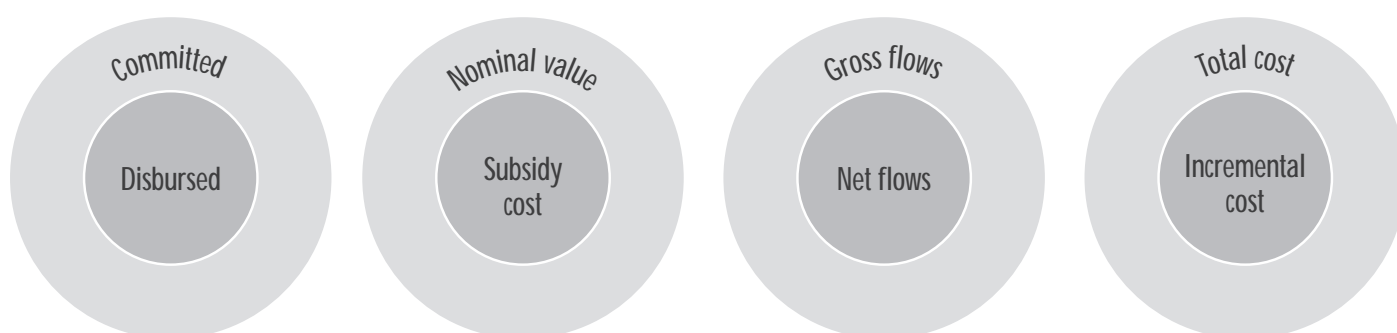 Committed
Disbursed
Nominal value
Subsidy
cost
Gross flows
Net flows
Total cost
Incremental
cost